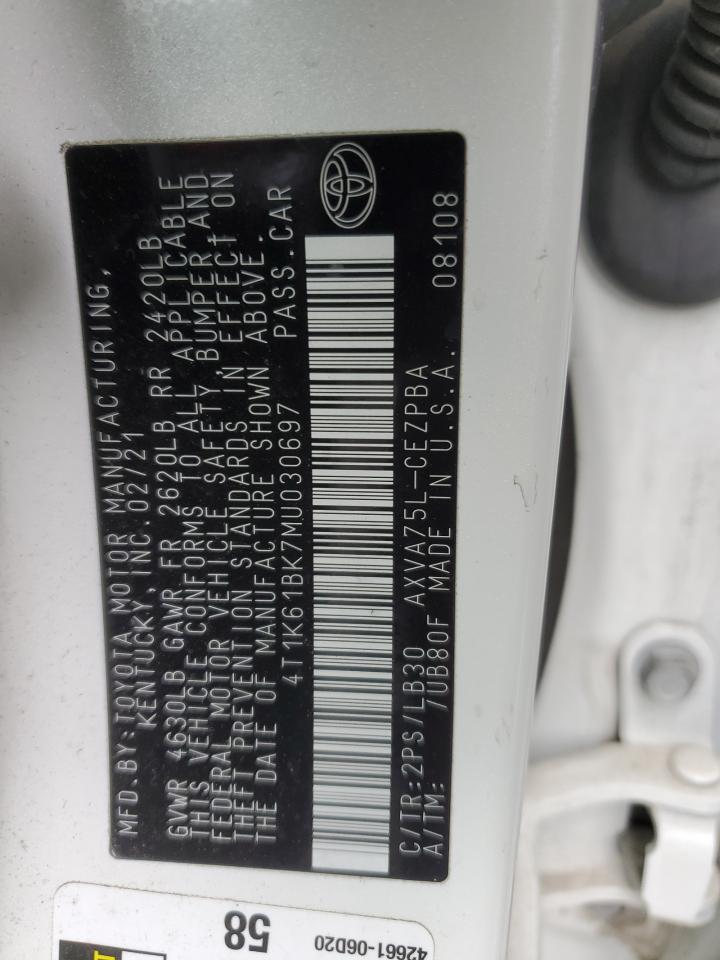 MFD.BY:TOYOTA MOTOR MANUFACTURING,
KENTUCKY, INC. 02/21
GVWR 4630LB GAWR FR 2620LB RR 2420LB
THIS VEHICLE CONFORMS TO ALL APPLICABLE
FEDERAL MOTOR VEHICLE SAFETY, BUMPER AND
THEFT PREVENTION STANDARDS IN EFFECT ON
THE DATE OF MANUFACTURE SHOWN ABOVE.
4T1K61BK7MU030697 PASS.CAR
C/TR:2PS/LB30 AXVA75L-CEZPBA 08108
A/TM: /UB80F MADE IN U.S.A.
58
42661-06D20